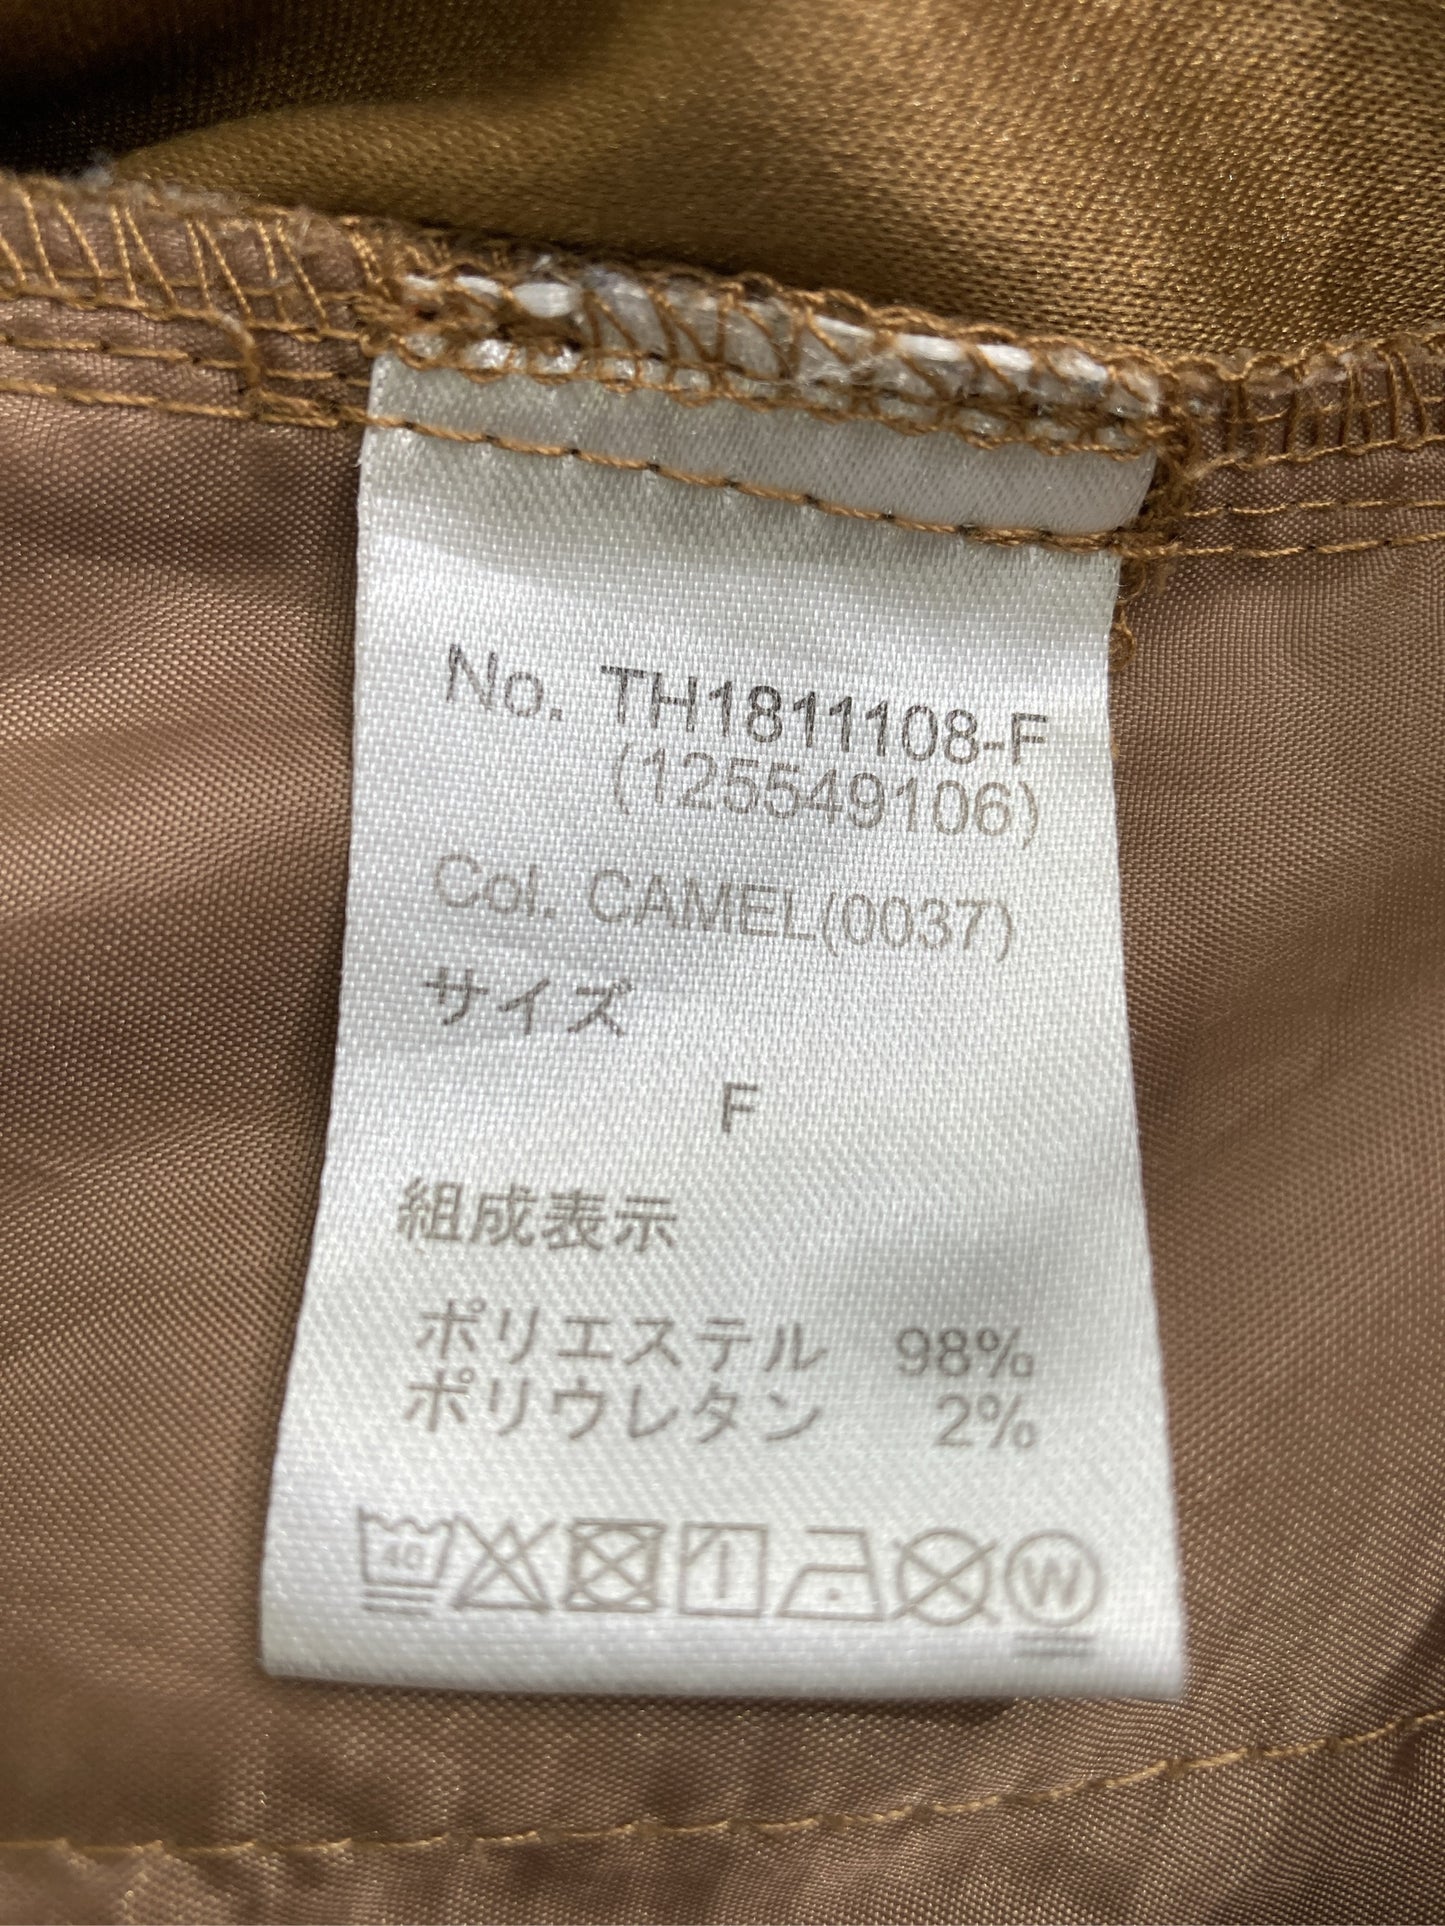 No. TH1811108-F
(125549106)
Col. CAMEL(0037)
サイズ
F
組成表示
ポリエステル 98%
ポリウレタン 2%
40 W